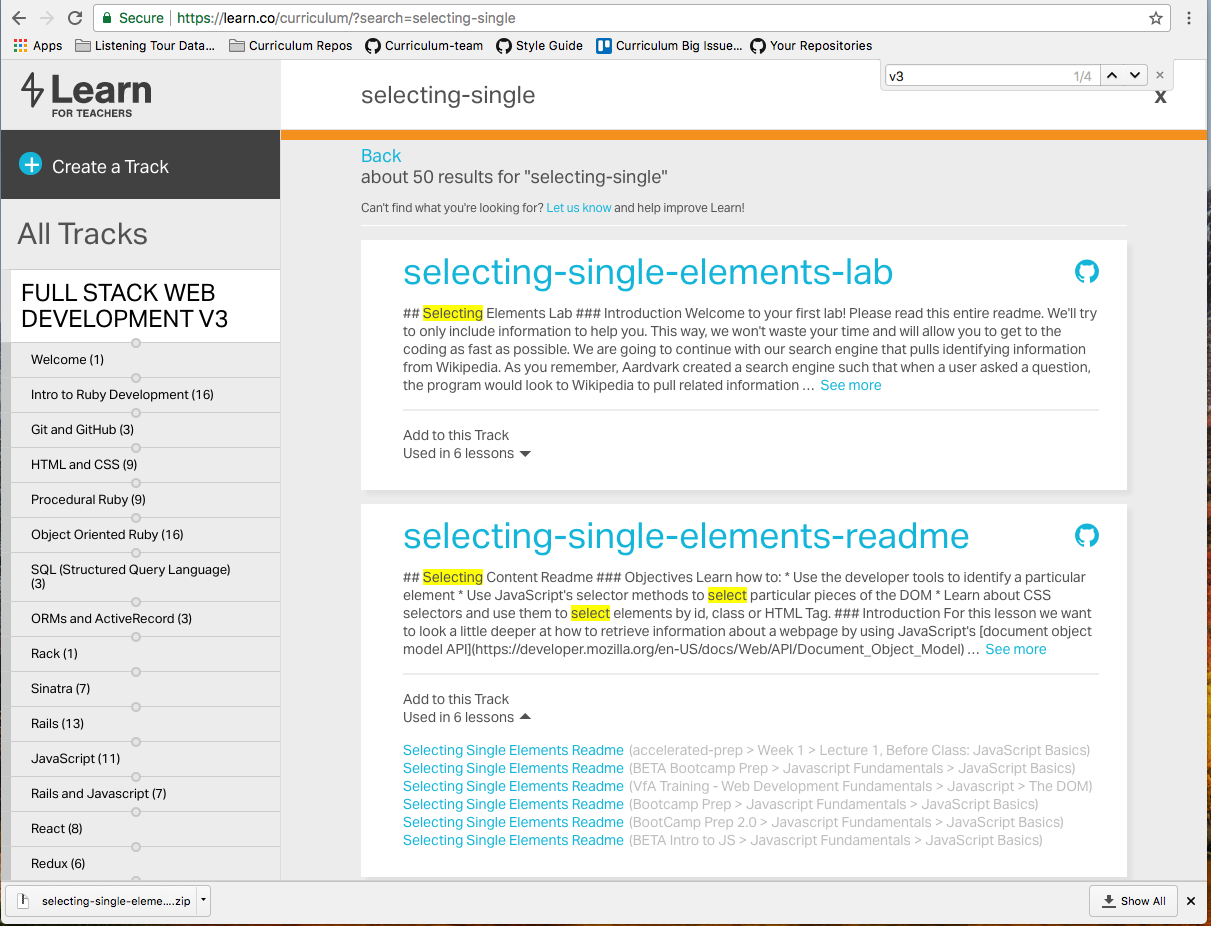 Secure https://learn.co/curriculum/?search=selecting-single
Apps Listening Tour Data... Curriculum Repos Curriculum-team Style Guide Curriculum Big Issue... Your Repositories
v3 1/4
Learn
FOR TEACHERS
selecting-single
X
Create a Track
All Tracks
FULL STACK WEB
DEVELOPMENT V3
Welcome (1)
Intro to Ruby Development (16)
Git and GitHub (3)
HTML and CSS (9)
Procedural Ruby (9)
Object Oriented Ruby (16)
SQL (Structured Query Language)
(3)
ORMs and ActiveRecord (3)
Rack (1)
Sinatra (7)
Rails (13)
JavaScript (11)
Rails and Javascript (7)
React (8)
Redux (6)
Back
about 50 results for "selecting-single"
Can't find what you're looking for? Let us know and help improve Learn!
selecting-single-elements-lab
## Selecting Elements Lab ### Introduction Welcome to your first lab! Please read this entire readme. We'll try
to only include information to help you. This way, we won't waste your time and will allow you to get to the
coding as fast as possible. We are going to continue with our search engine that pulls identifying information
from Wikipedia. As you remember, Aardvark created a search engine such that when a user asked a question,
the program would look to Wikipedia to pull related information ... See more
Add to this Track
Used in 6 lessons
selecting-single-elements-readme
## Selecting Content Readme ### Objectives Learn how to: * Use the developer tools to identify a particular
element * Use JavaScript's selector methods to select particular pieces of the DOM * Learn about CSS
selectors and use them to select elements by id, class or HTML Tag. ### Introduction For this lesson we want
to look a little deeper at how to retrieve information about a webpage by using JavaScript's [document object
model API](https://developer.mozilla.org/en-US/docs/Web/API/Document_Object_Model) ... See more
Add to this Track
Used in 6 lessons
Selecting Single Elements Readme (accelerated-prep > Week 1 > Lecture 1, Before Class: JavaScript Basics)
Selecting Single Elements Readme (BETA Bootcamp Prep > Javascript Fundamentals > JavaScript Basics)
Selecting Single Elements Readme (VfA Training - Web Development Fundamentals > Javascript > The DOM)
Selecting Single Elements Readme (Bootcamp Prep > Javascript Fundamentals > JavaScript Basics)
Selecting Single Elements Readme (BootCamp Prep 2.0 > Javascript Fundamentals > JavaScript Basics)
Selecting Single Elements Readme (BETA Intro to JS > Javascript Fundamentals > JavaScript Basics)
selecting-single-eleme....zip
Show All